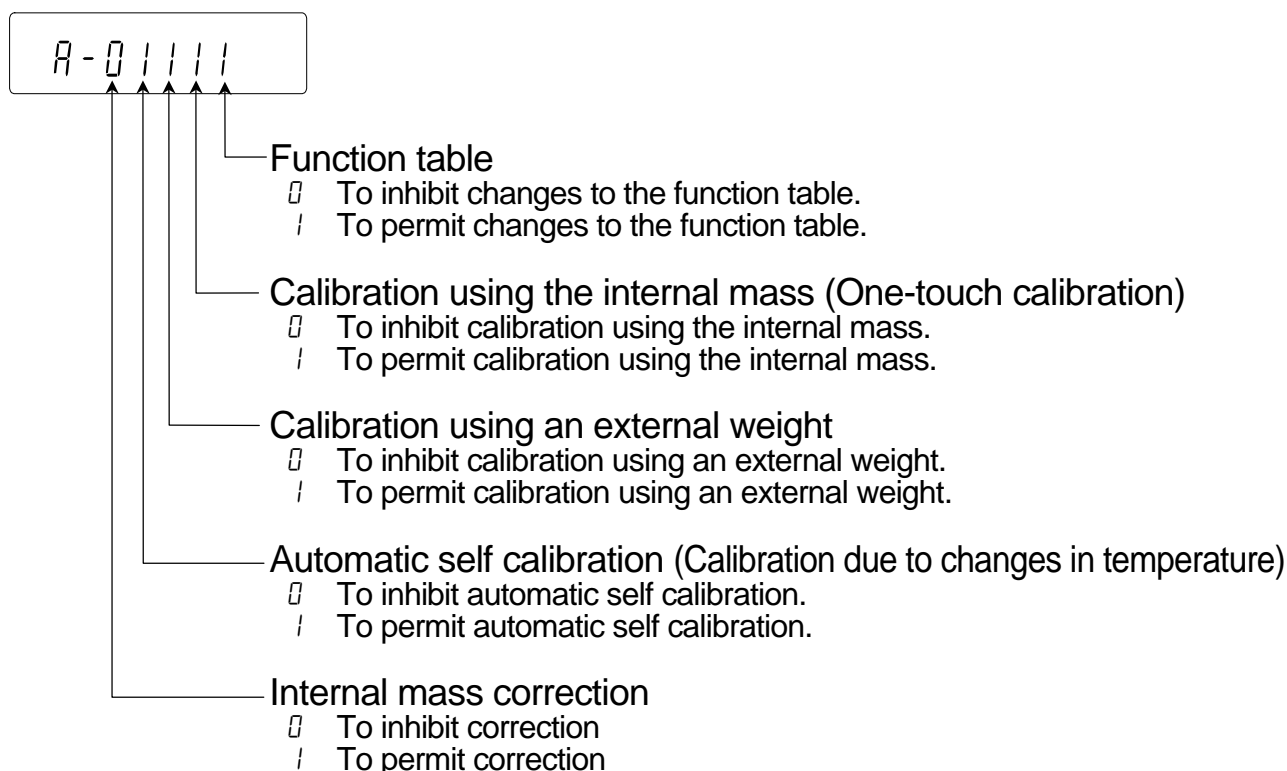 A-01111
Function table
0 To inhibit changes to the function table.
1 To permit changes to the function table.
Calibration using the internal mass (One-touch calibration)
0 To inhibit calibration using the internal mass.
1 To permit calibration using the internal mass.
Calibration using an external weight
0 To inhibit calibration using an external weight.
1 To permit calibration using an external weight.
Automatic self calibration (Calibration due to changes in temperature)
0 To inhibit automatic self calibration.
1 To permit automatic self calibration.
Internal mass correction
0 To inhibit correction
1 To permit correction